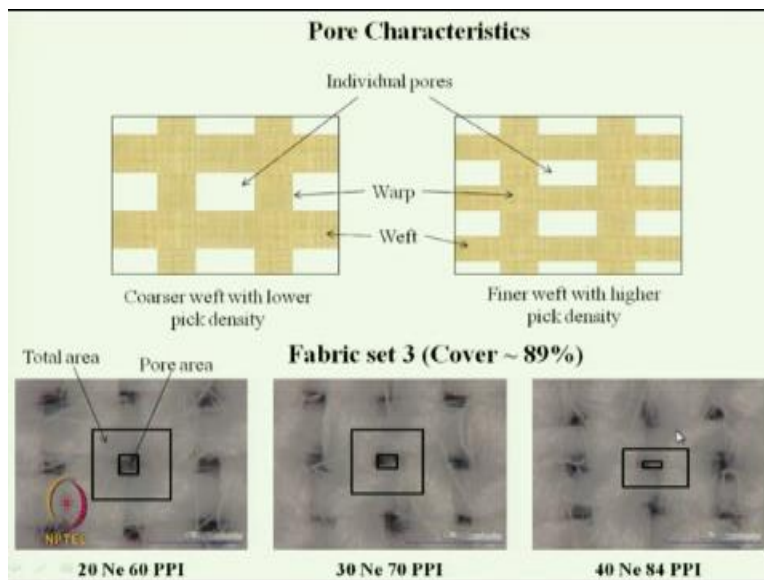 Pore Characteristics
Individual pores
Warp
Weft
Coarser weft with lower
pick density
Finer weft with higher
pick density
Total area
Pore area
Fabric set 3 (Cover ~ 89%)
NPTEL
20 Ne 60 PPI
30 Ne 70 PPI
40 Ne 84 PPI